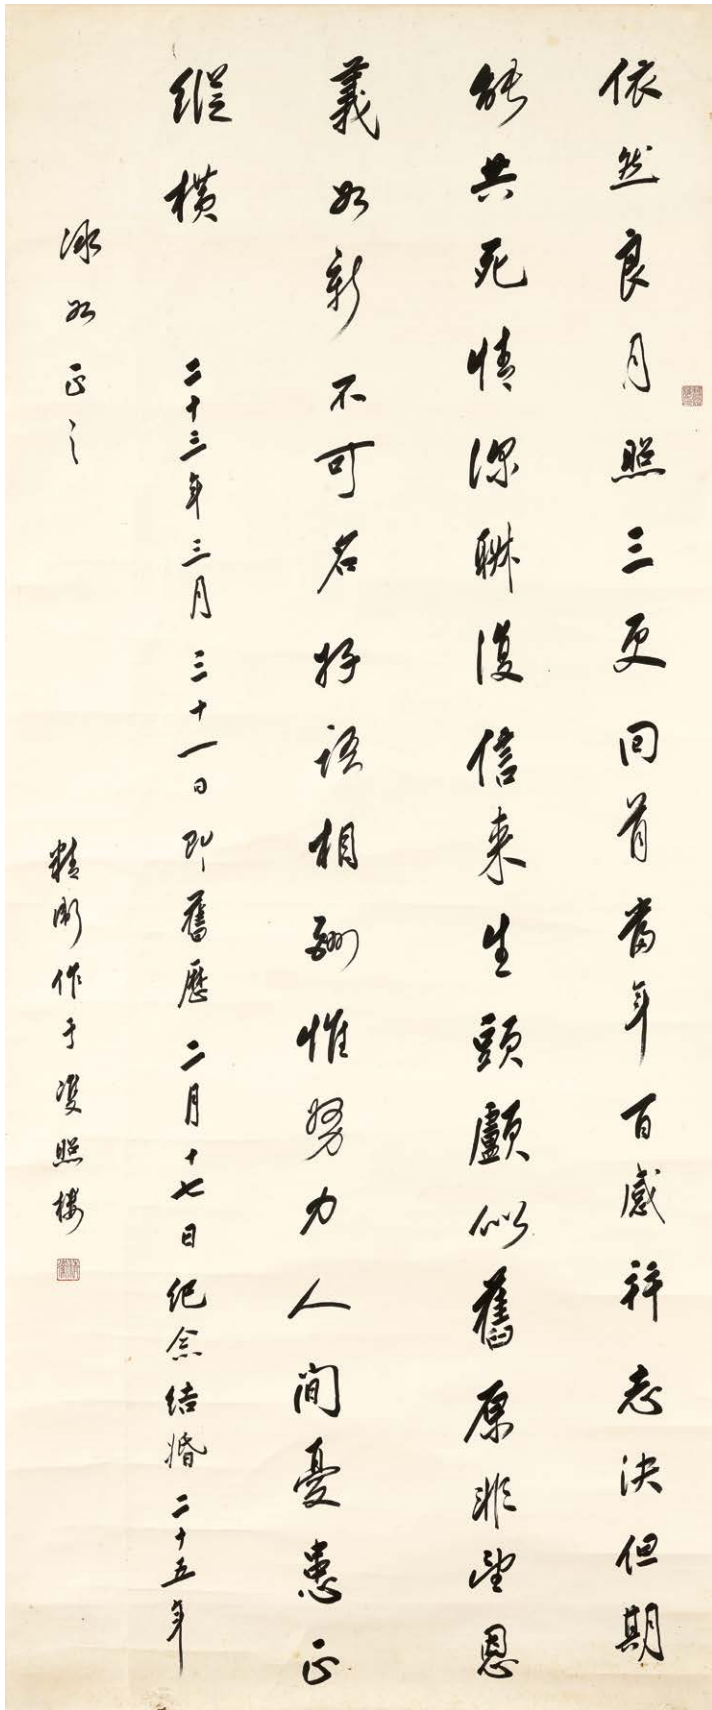 依然良月照三更回首當年百感并志決但期
能共死情深聊復信来生頭顱似舊原非望恩
義如新不可名好語相酬惟努力人間憂患正
縱橫 二十三年三月三十一日即舊曆二月十七日紀念結婚二十五年
冰如正之 精衛作于雙照樓